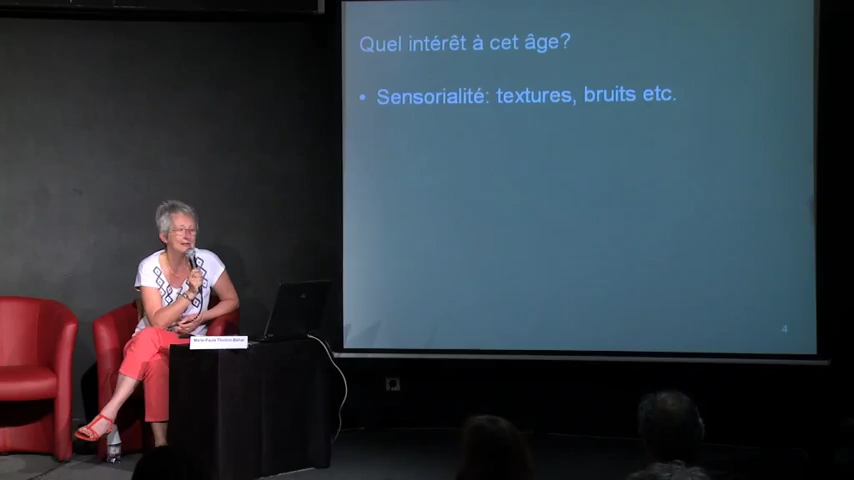 Quel intérêt à cet âge?
• Sensorialité: textures, bruits etc.
4